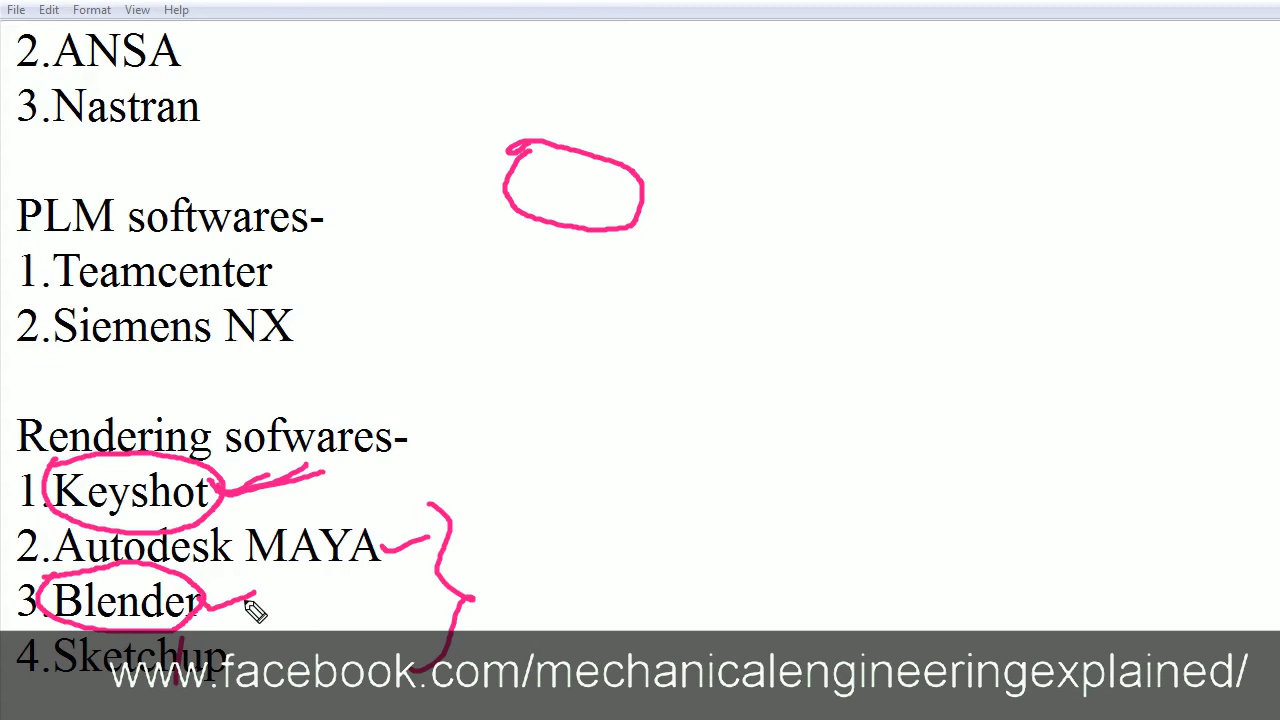 File Edit Format View Help
2.ANSA
3.Nastran
PLM softwares-
1.Teamcenter
2.Siemens NX
Rendering sofwares-
1.Keyshot
2.Autodesk MAYA
3.Blender
4.Sketchup
www.facebook.com/mechanicalengineeringexplained/